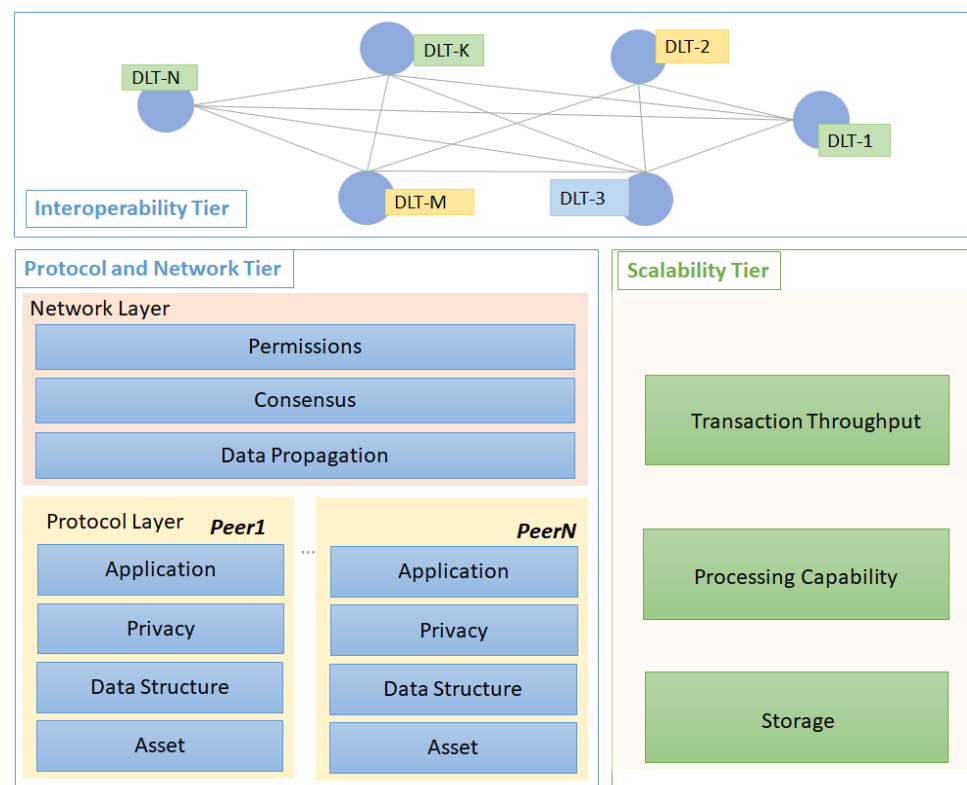 DLT-K
DLT-2
DLT-N
DLT-1
DLT-M
DLT-3
Interoperability Tier
Protocol and Network Tier
Network Layer
Permissions
Consensus
Data Propagation
Protocol Layer
Peer1
Application
Privacy
Data Structure
Asset
...
PeerN
Application
Privacy
Data Structure
Asset
Scalability Tier
Transaction Throughput
Processing Capability
Storage